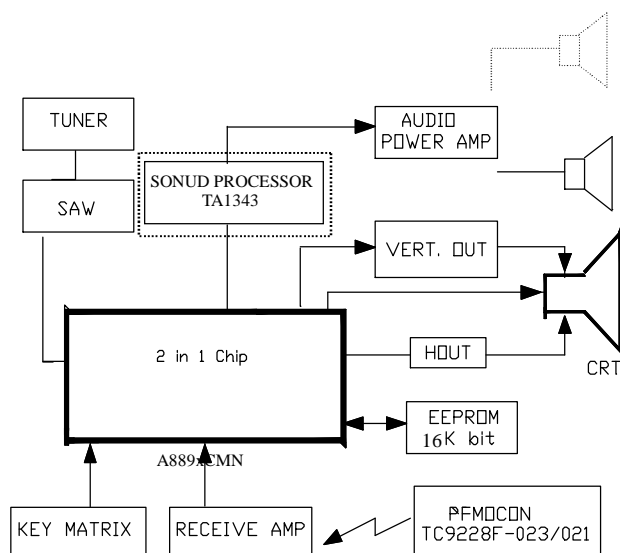 TUNER
AUDIO
POWER AMP
SONUD PROCESSOR
TA1343
SAW
VERT. OUT
2 in 1 Chip
HOUT
CRT
EEPROM
16K bit
A889xCMN
KEY MATRIX
RECEIVE AMP
TC9228F-023/021